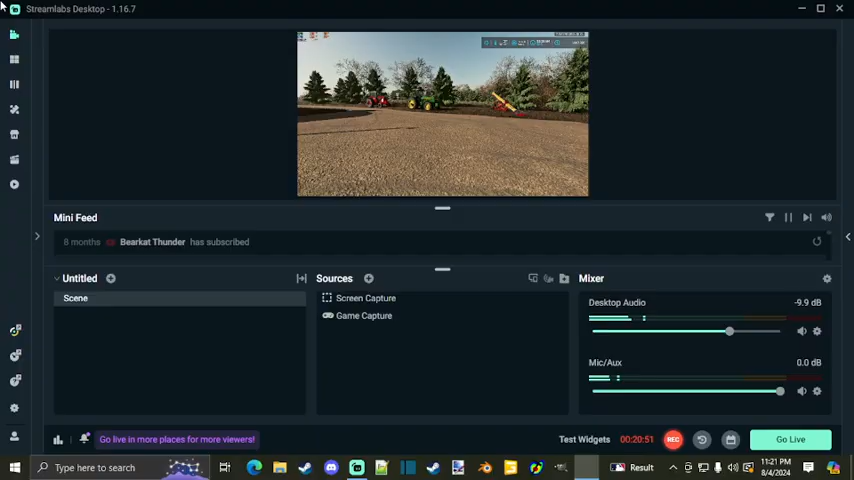 Streamlabs Desktop - 1.16.7
Mini Feed
8 months Bearkat Thunder has subscribed
Untitled
Scene
Sources
Screen Capture
Game Capture
Mixer
Desktop Audio -9.9 dB
Mic/Aux 0.0 dB
Go live in more places for more viewers!
Test Widgets 00:20:51 REC Go Live
Type here to search
Result
11:21 PM
8/4/2024